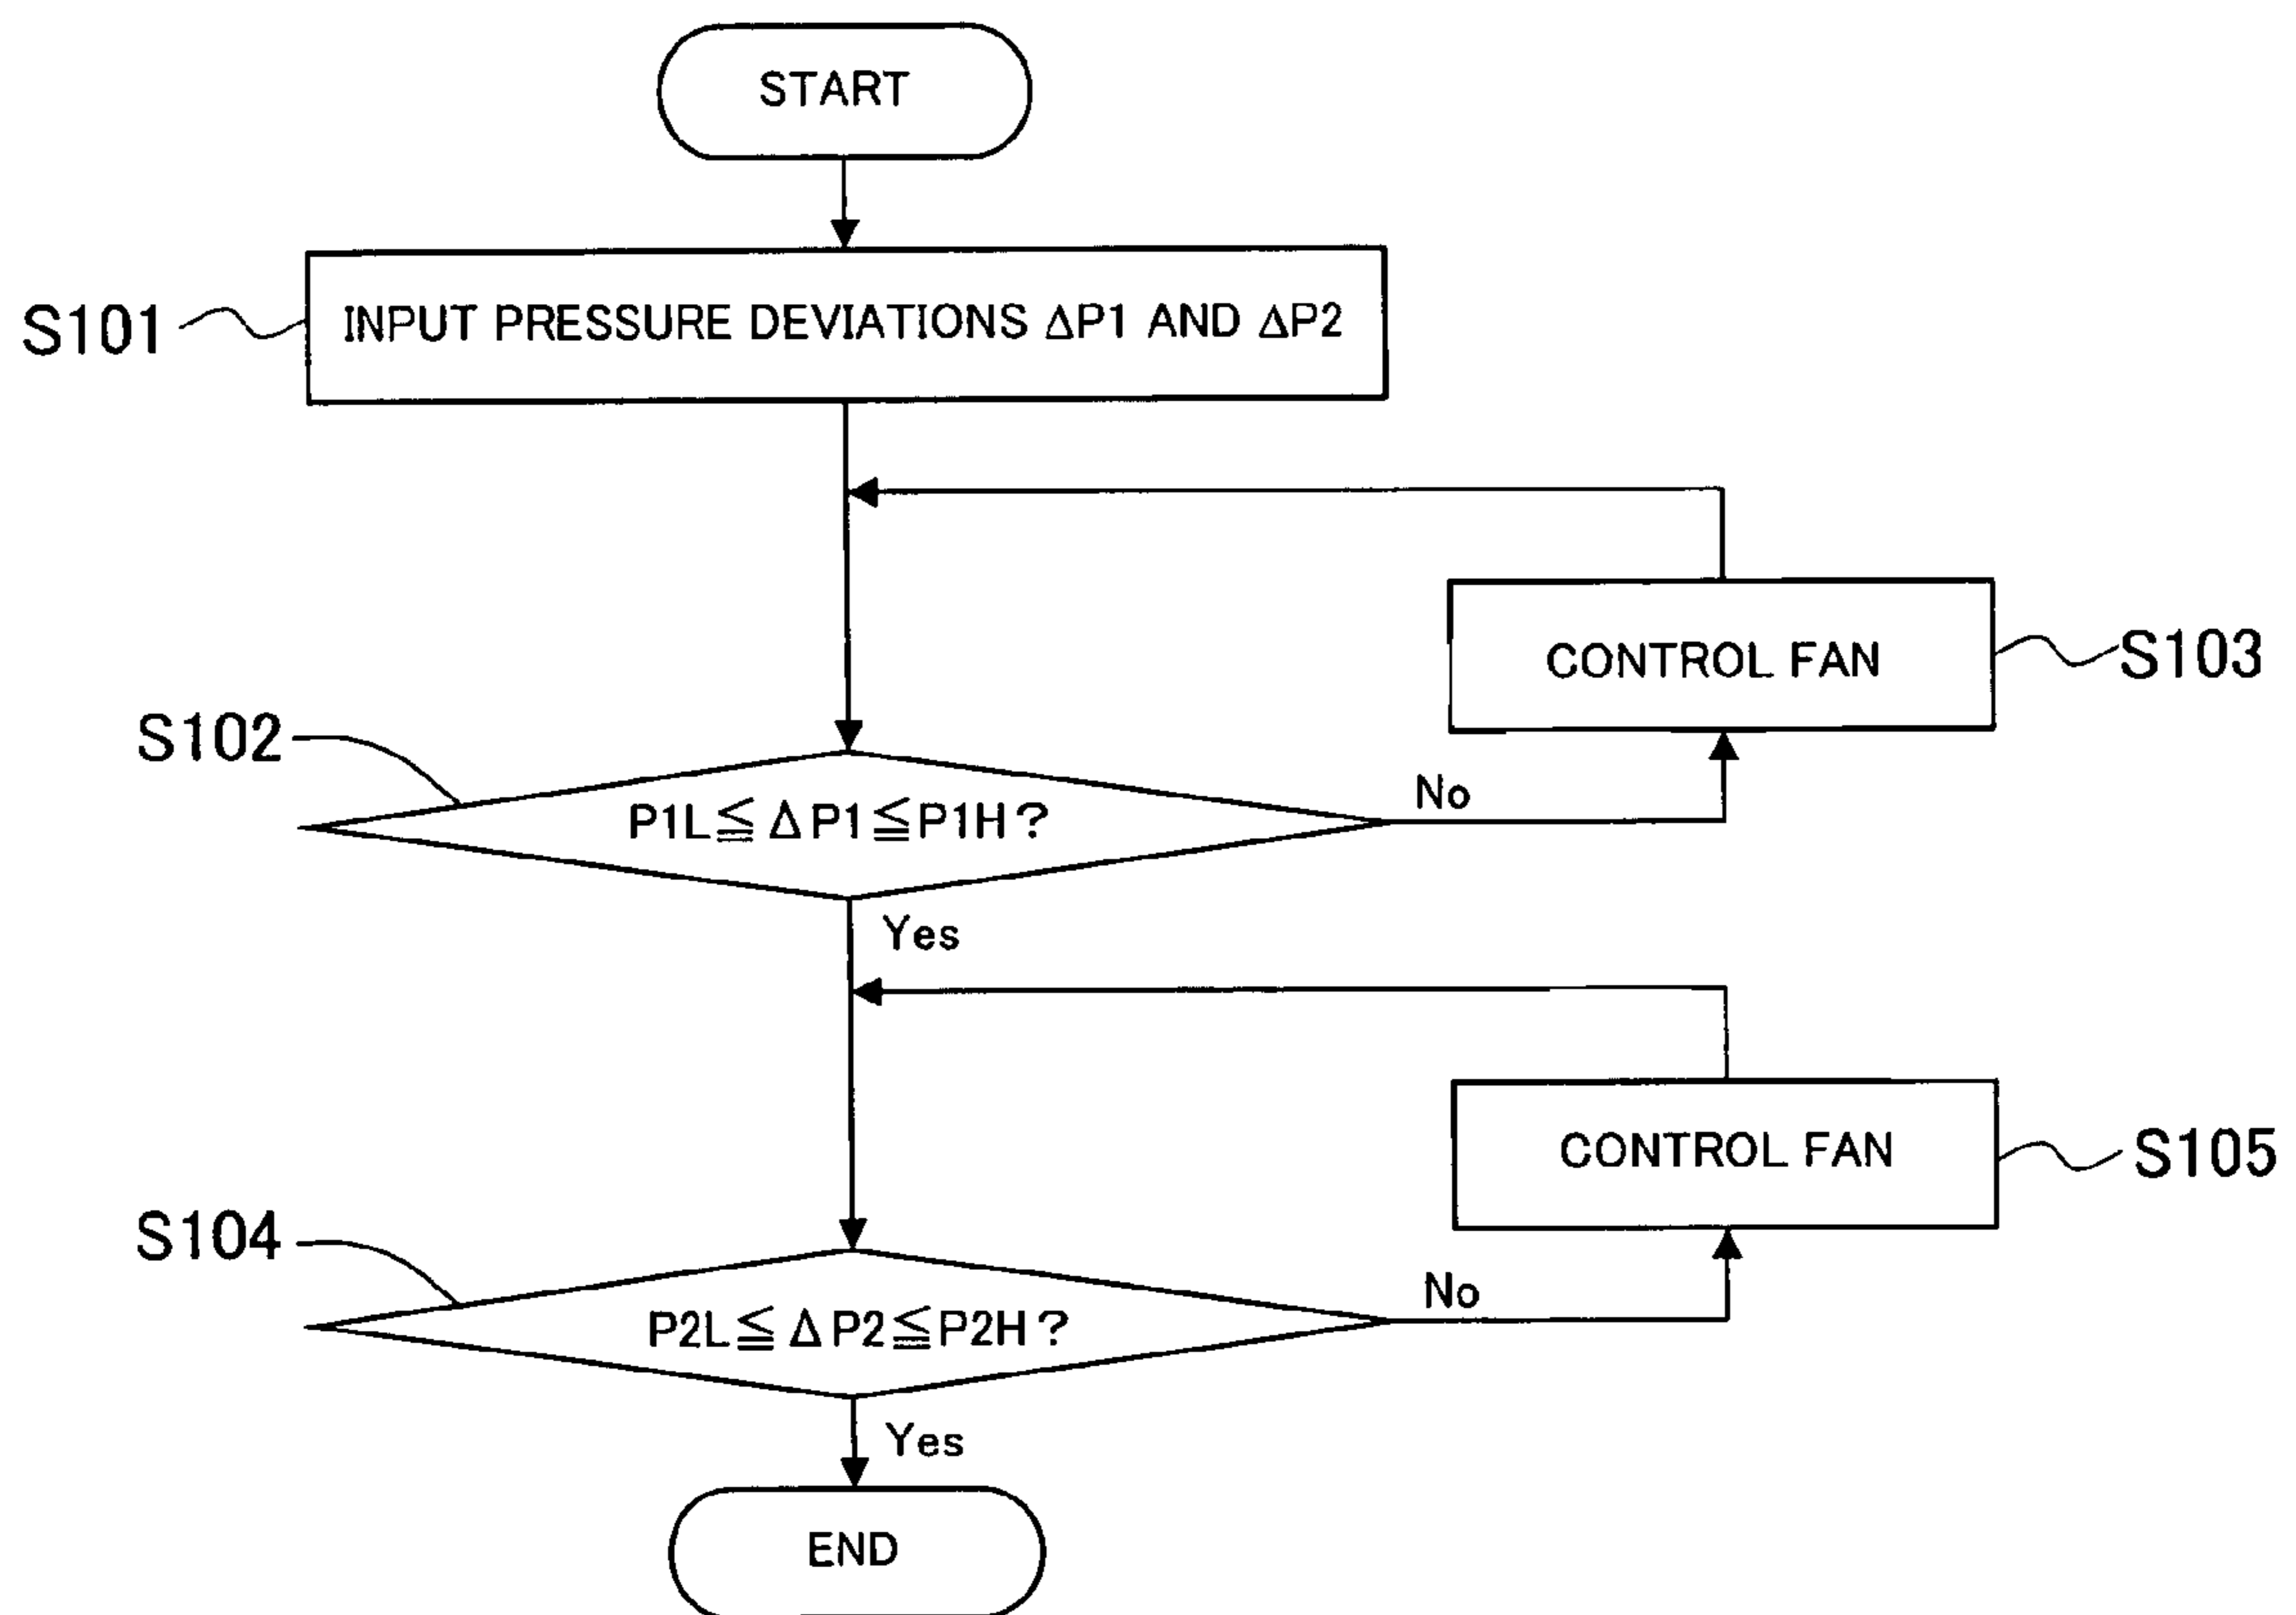 START
S101
INPUT PRESSURE DEVIATIONS ΔP1 AND ΔP2
CONTROL FAN
S103
S102
P1L≦ΔP1≦P1H?
No
Yes
CONTROL FAN
S105
S104
P2L≦ΔP2≦P2H?
No
Yes
END